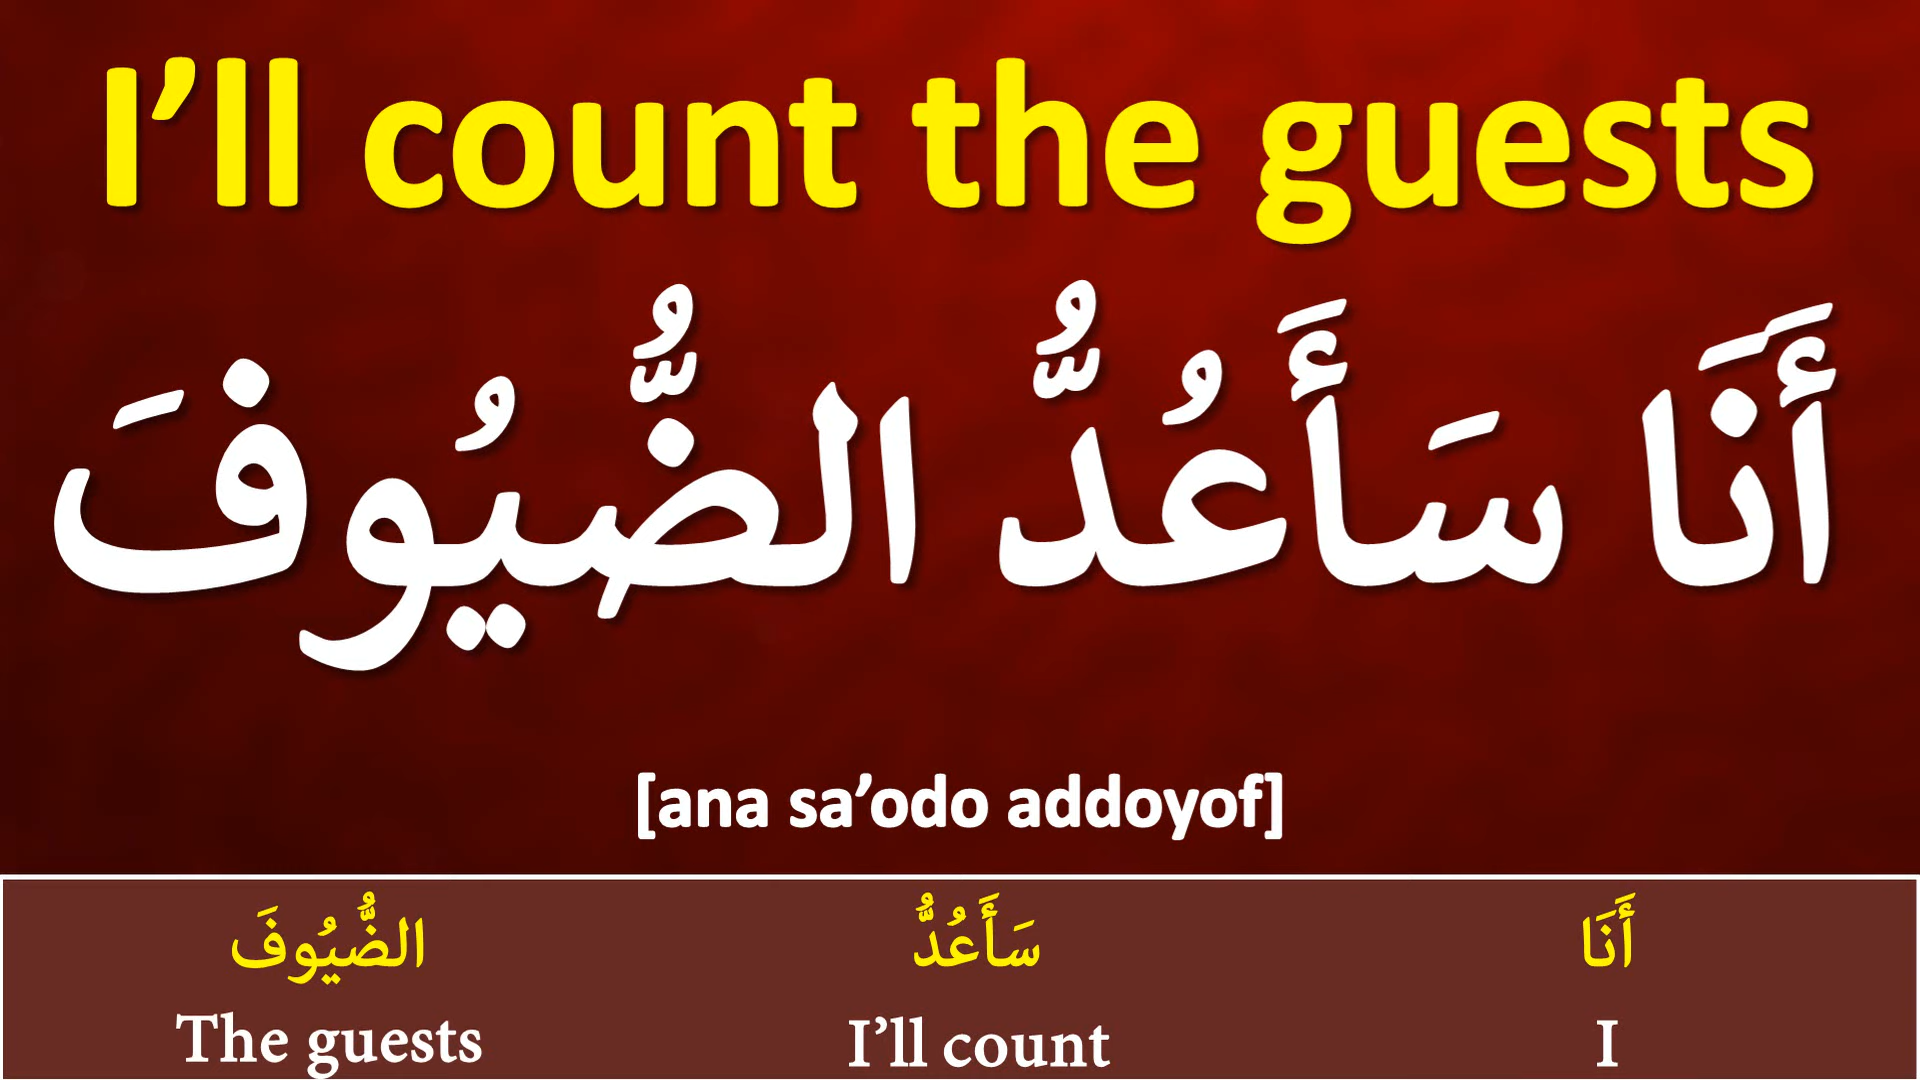 I’ll count the guests
أَنَا سَأَعُدُّ الضُّيُوفَ
[ana sa’odo addoyof]
أَنَا سَأَعُدُّ الضُّيُوفَ
The guests I’ll count I